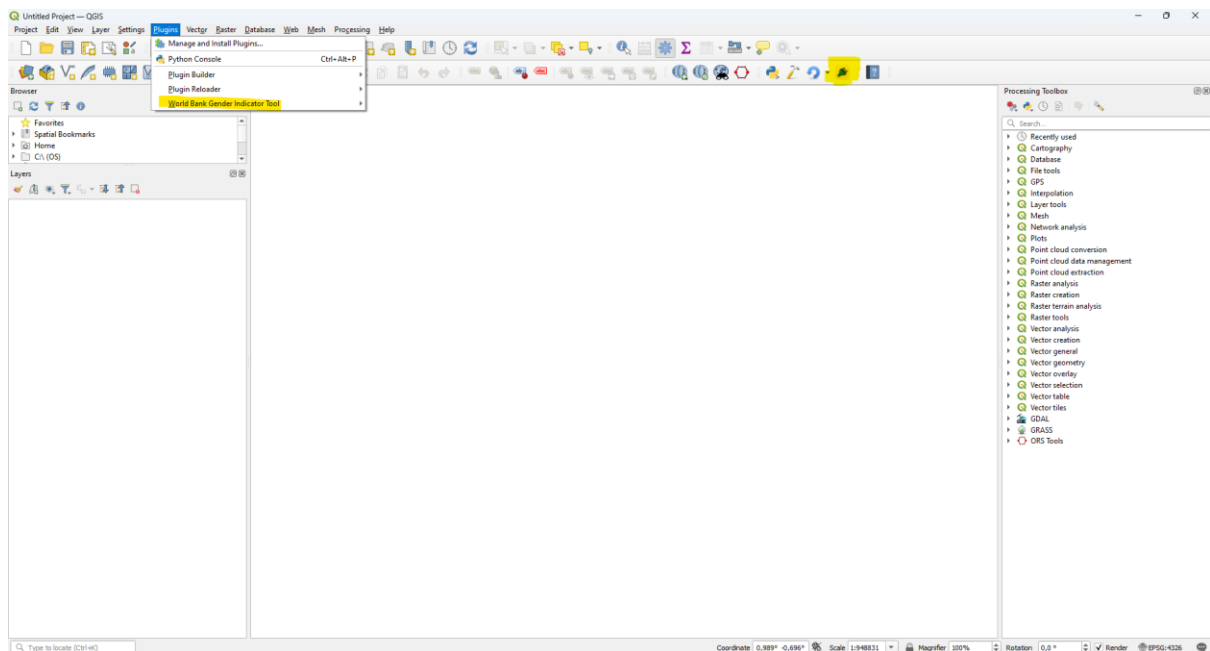 Untitled Project — QGIS
Project Edit View Layer Settings Plugins Vector Raster Database Web Mesh Processing Help
Manage and Install Plugins...
Python Console Ctrl+Alt+P
Plugin Builder
Plugin Reloader
World Bank Gender Indicator Tool
Browser
Favorites
Spatial Bookmarks
Home
C:\ (OS)
Layers
Processing Toolbox
Search...
Recently used
Cartography
Database
File tools
GPS
Interpolation
Layer tools
Mesh
Network analysis
Plots
Point cloud conversion
Point cloud data management
Point cloud extraction
Raster analysis
Raster creation
Raster terrain analysis
Raster tools
Vector analysis
Vector creation
Vector general
Vector geometry
Vector overlay
Vector selection
Vector table
Vector tiles
GDAL
GRASS
ORS Tools
Type to locate (Ctrl+K) Coordinate 0,989° -0,696° Scale 1:948831 Magnifier 100% Rotation 0,0 ° Render EPSG:4326